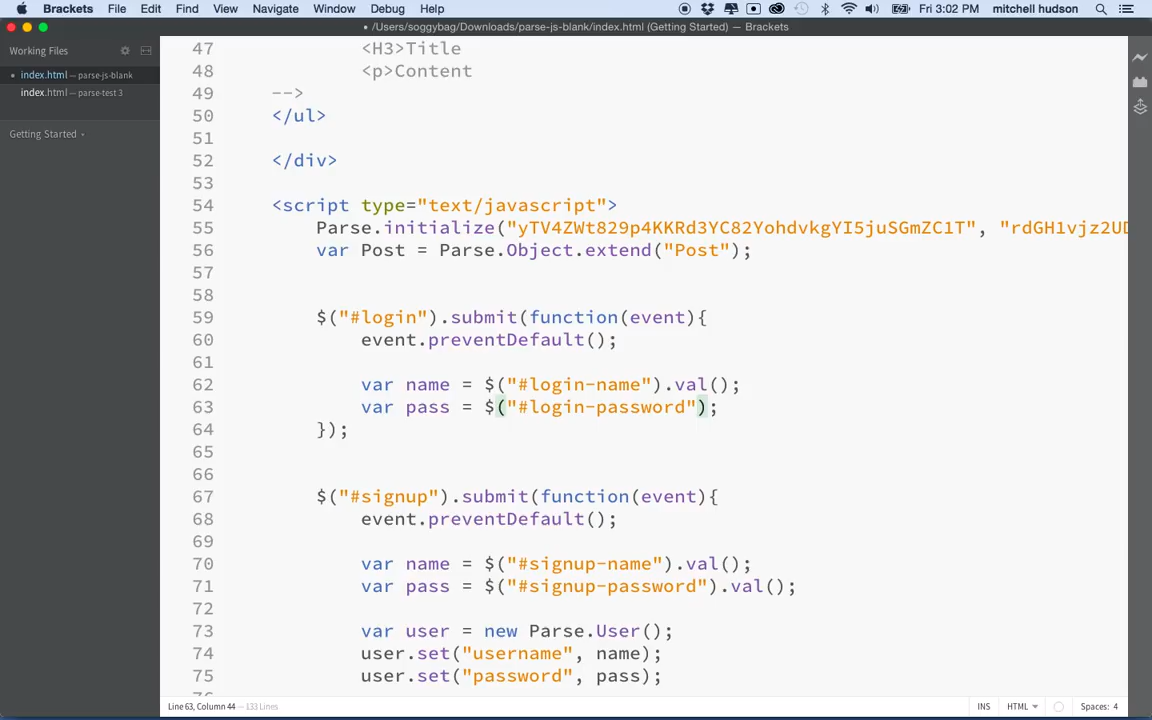 Brackets File Edit Find View Navigate Window Debug Help Fri 3:02 PM mitchell hudson
• /Users/soggybag/Downloads/parse-js-blank/index.html (Getting Started) — Brackets
Working Files
• index.html — parse-js-blank
index.html — parse-test 3
Getting Started
47 <H3>Title
48 <p>Content
49 -->
50 </ul>
51
52 </div>
53
54 <script type="text/javascript">
55 Parse.initialize("yTV4ZWt829p4KKRd3YC82YohdvkgYI5juSGmZC1T", "rdGH1vjz2UD
56 var Post = Parse.Object.extend("Post");
57
58
59 $("#login").submit(function(event){
60 event.preventDefault();
61
62 var name = $("#login-name").val();
63 var pass = $("#login-password");
64 });
65
66
67 $("#signup").submit(function(event){
68 event.preventDefault();
69
70 var name = $("#signup-name").val();
71 var pass = $("#signup-password").val();
72
73 var user = new Parse.User();
74 user.set("username", name);
75 user.set("password", pass);
Line 63, Column 44 — 133 Lines INS HTML Spaces: 4